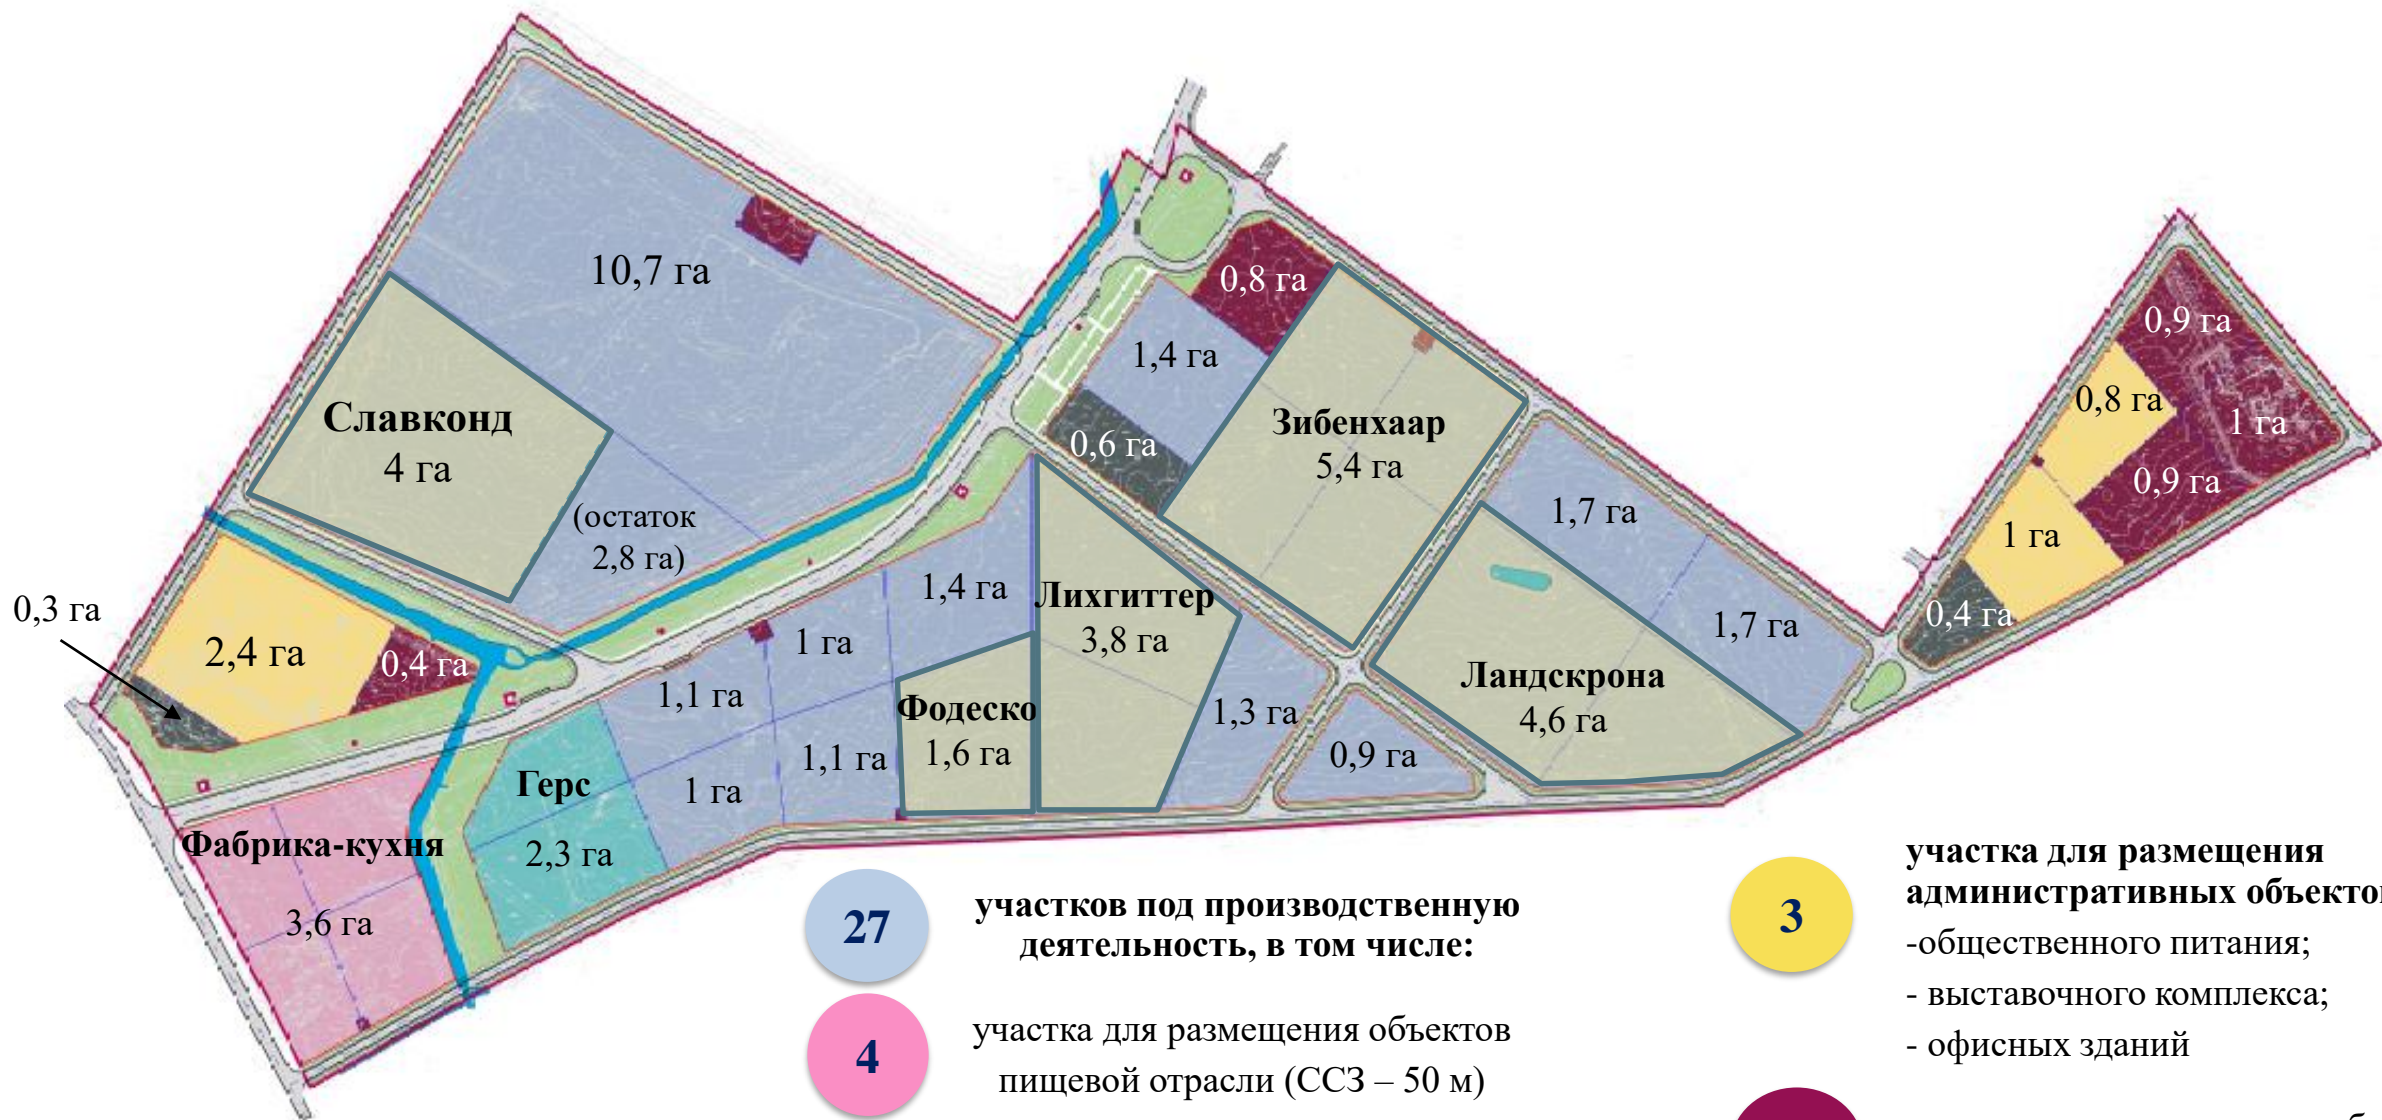 10,7 га
0,8 га
0,9 га
1,4 га
0,8 га
Славконд
4 га
Зибенхаар
5,4 га
1 га
0,6 га
0,9 га
(остаток
2,8 га)
1,7 га
1 га
0,3 га
1,4 га
Лихгиттер
3,8 га
0,4 га
2,4 га
0,4 га
1 га
1,7 га
1,1 га
Фодеско
1,6 га
1,3 га
Ландскрона
4,6 га
1,1 га
0,9 га
Герс
2,3 га
1 га
Фабрика-кухня
3,6 га
27
участков под производственную
деятельность, в том числе:
4
участка для размещения объектов
пищевой отрасли (ССЗ – 50 м)
3
участка для размещения
административных объектов
-общественного питания;
- выставочного комплекса;
- офисных зданий